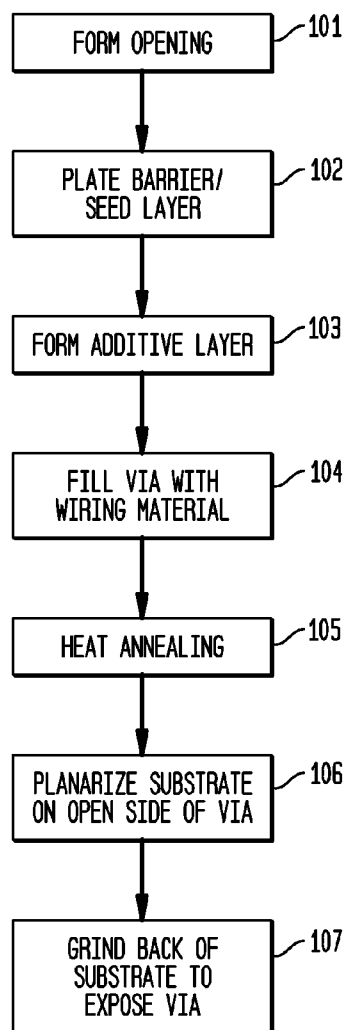 FORM OPENING
101
PLATE BARRIER/
SEED LAYER
102
FORM ADDITIVE LAYER
103
FILL VIA WITH
WIRING MATERIAL
104
HEAT ANNEALING
105
PLANARIZE SUBSTRATE
ON OPEN SIDE OF VIA
106
GRIND BACK OF
SUBSTRATE TO
EXPOSE VIA
107